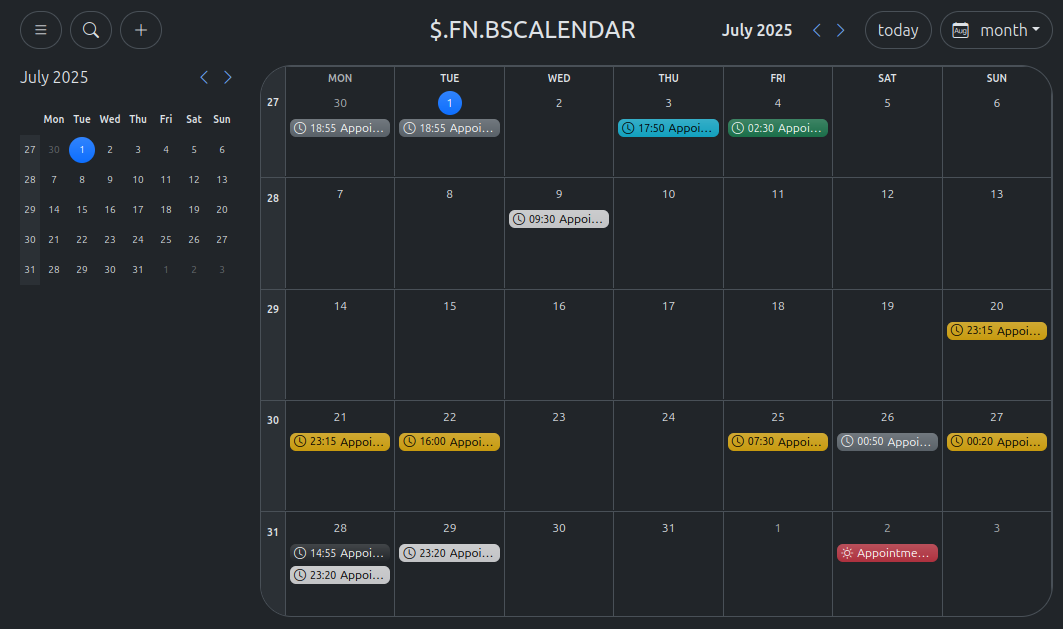 $.FN.BSCALENDAR
July 2025
today
Aug
month
July 2025
Mon Tue Wed Thu Fri Sat Sun
27 30 1 2 3 4 5 6
28 7 8 9 10 11 12 13
29 14 15 16 17 18 19 20
30 21 22 23 24 25 26 27
31 28 29 30 31 1 2 3
MON TUE WED THU FRI SAT SUN
27 30 1 2 3 4 5 6
18:55 Appoi... 18:55 Appoi... 17:50 Appoi... 02:30 Appoi...
28 7 8 9 10 11 12 13
09:30 Appoi...
29 14 15 16 17 18 19 20
23:15 Appoi...
30 21 22 23 24 25 26 27
23:15 Appoi... 16:00 Appoi... 07:30 Appoi... 00:50 Appoi... 00:20 Appoi...
31 28 29 30 31 1 2 3
14:55 Appoi... 23:20 Appoi... Appointme...
23:20 Appoi...